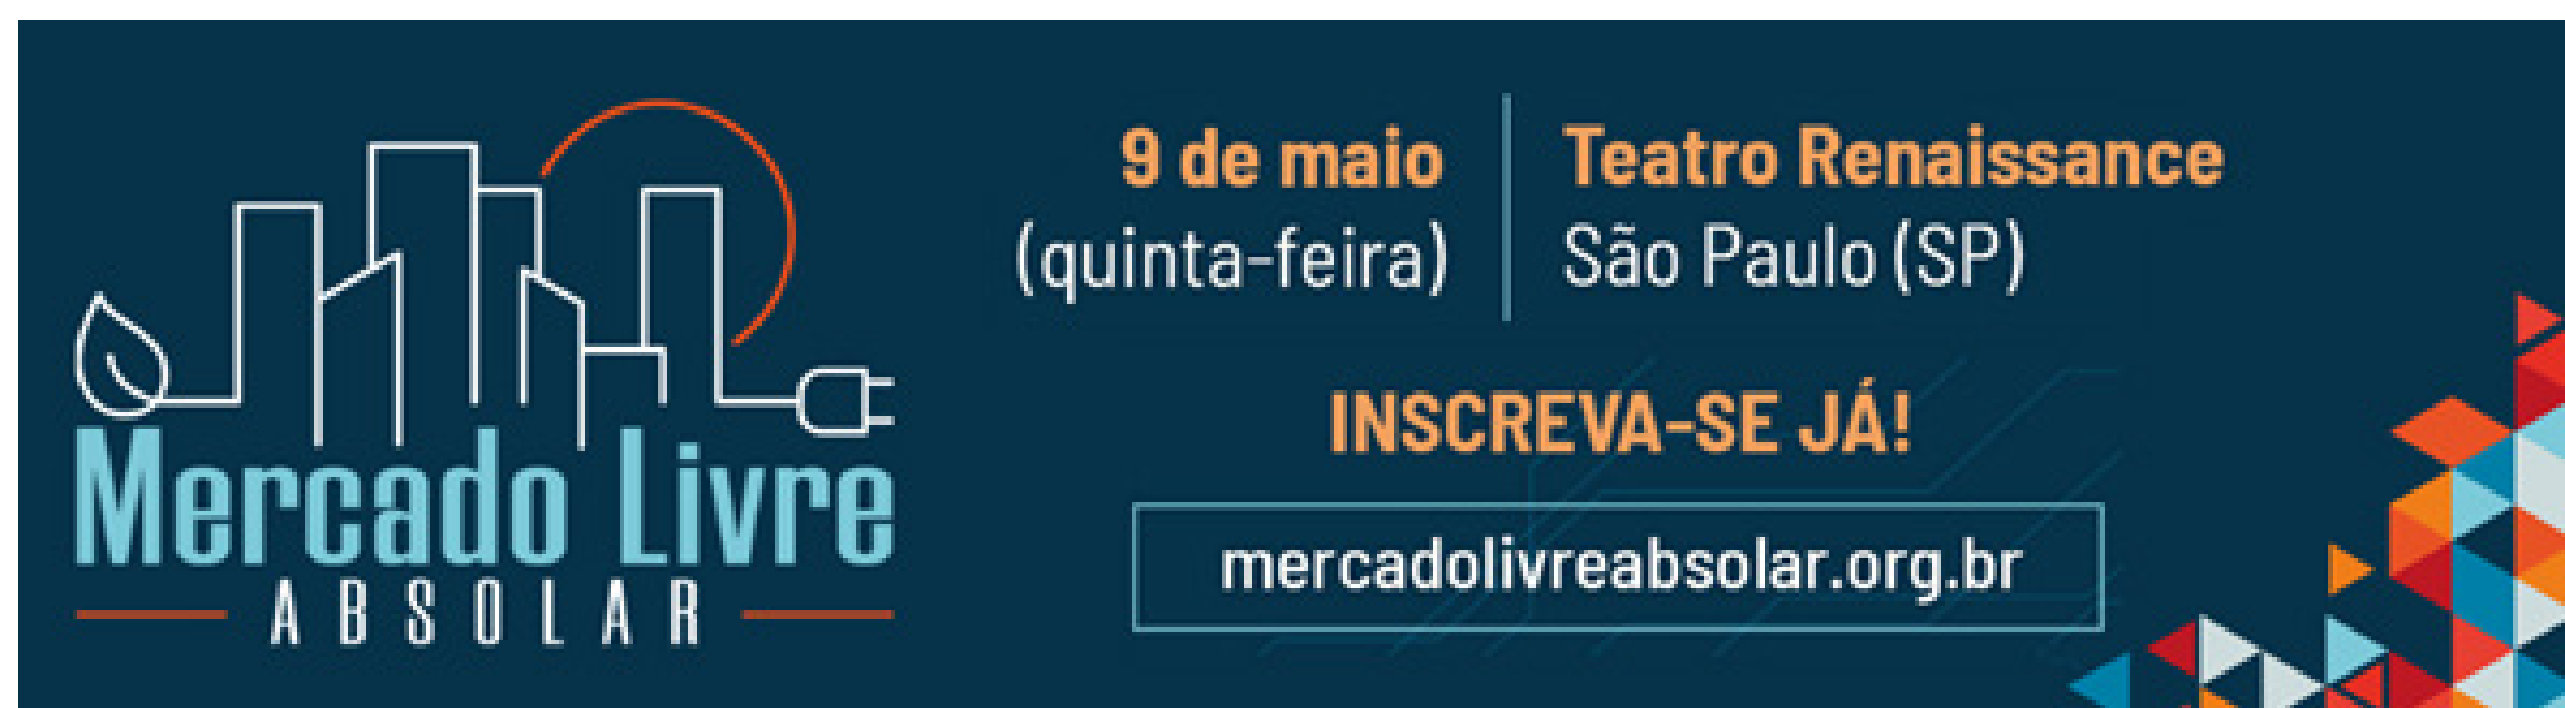 Mercado Livre
ABSOLAR
9 de maio
(quinta-feira)
Teatro Renaissance
São Paulo (SP)
INSCREVA-SE JÁ!
mercadolivreabsolar.org.br